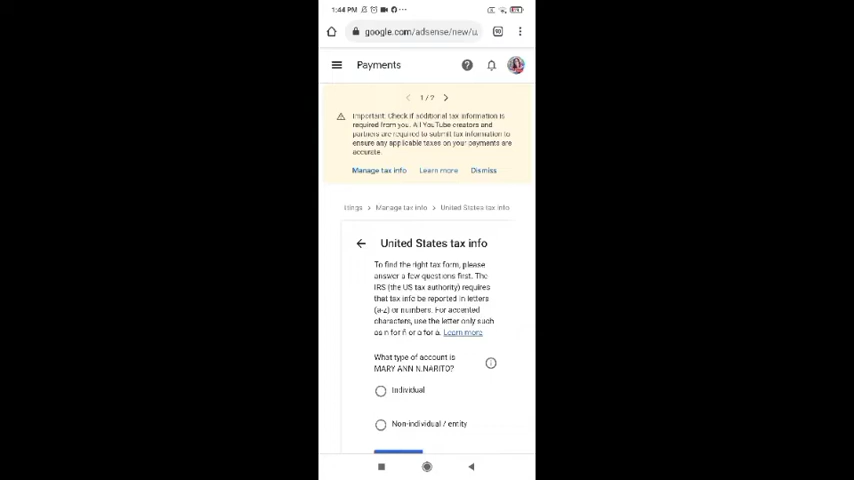 1:44 PM
google.com/adsense/new/u
Payments
1/2
Important: Check if additional tax information is
required from you. All YouTube creators and
partners are required to submit tax information to
ensure any applicable taxes on your payments are
accurate.
Manage tax info Learn more Dismiss
ttings > Manage tax info > United States tax info
United States tax info
To find the right tax form, please
answer a few questions first. The
IRS (the US tax authority) requires
that tax info be reported in letters
(a-z) or numbers. For accented
characters, use the letter only such
as n for ñ or a for à. Learn more
What type of account is
MARY ANN N.NARITO?
Individual
Non-individual / entity